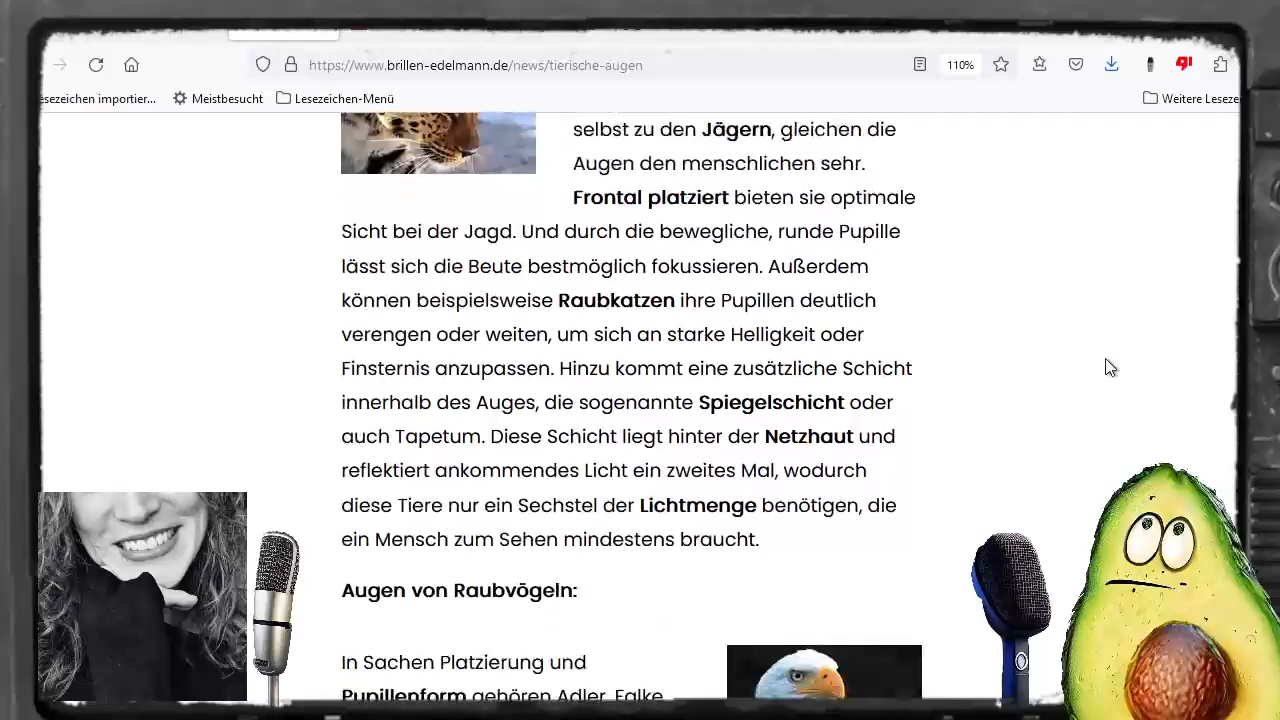 https://www.brillen-edelmann.de/news/tierische-augen
110%
esezeichen importier...
Meistbesucht
Lesezeichen-Menü
Weitere Leseze
selbst zu den Jägern, gleichen die
Augen den menschlichen sehr.
Frontal platziert bieten sie optimale
Sicht bei der Jagd. Und durch die bewegliche, runde Pupille
lässt sich die Beute bestmöglich fokussieren. Außerdem
können beispielsweise Raubkatzen ihre Pupillen deutlich
verengen oder weiten, um sich an starke Helligkeit oder
Finsternis anzupassen. Hinzu kommt eine zusätzliche Schicht
innerhalb des Auges, die sogenannte Spiegelschicht oder
auch Tapetum. Diese Schicht liegt hinter der Netzhaut und
reflektiert ankommendes Licht ein zweites Mal, wodurch
diese Tiere nur ein Sechstel der Lichtmenge benötigen, die
ein Mensch zum Sehen mindestens braucht.
Augen von Raubvögeln:
In Sachen Platzierung und
Pupillenform gehören Adler, Falke